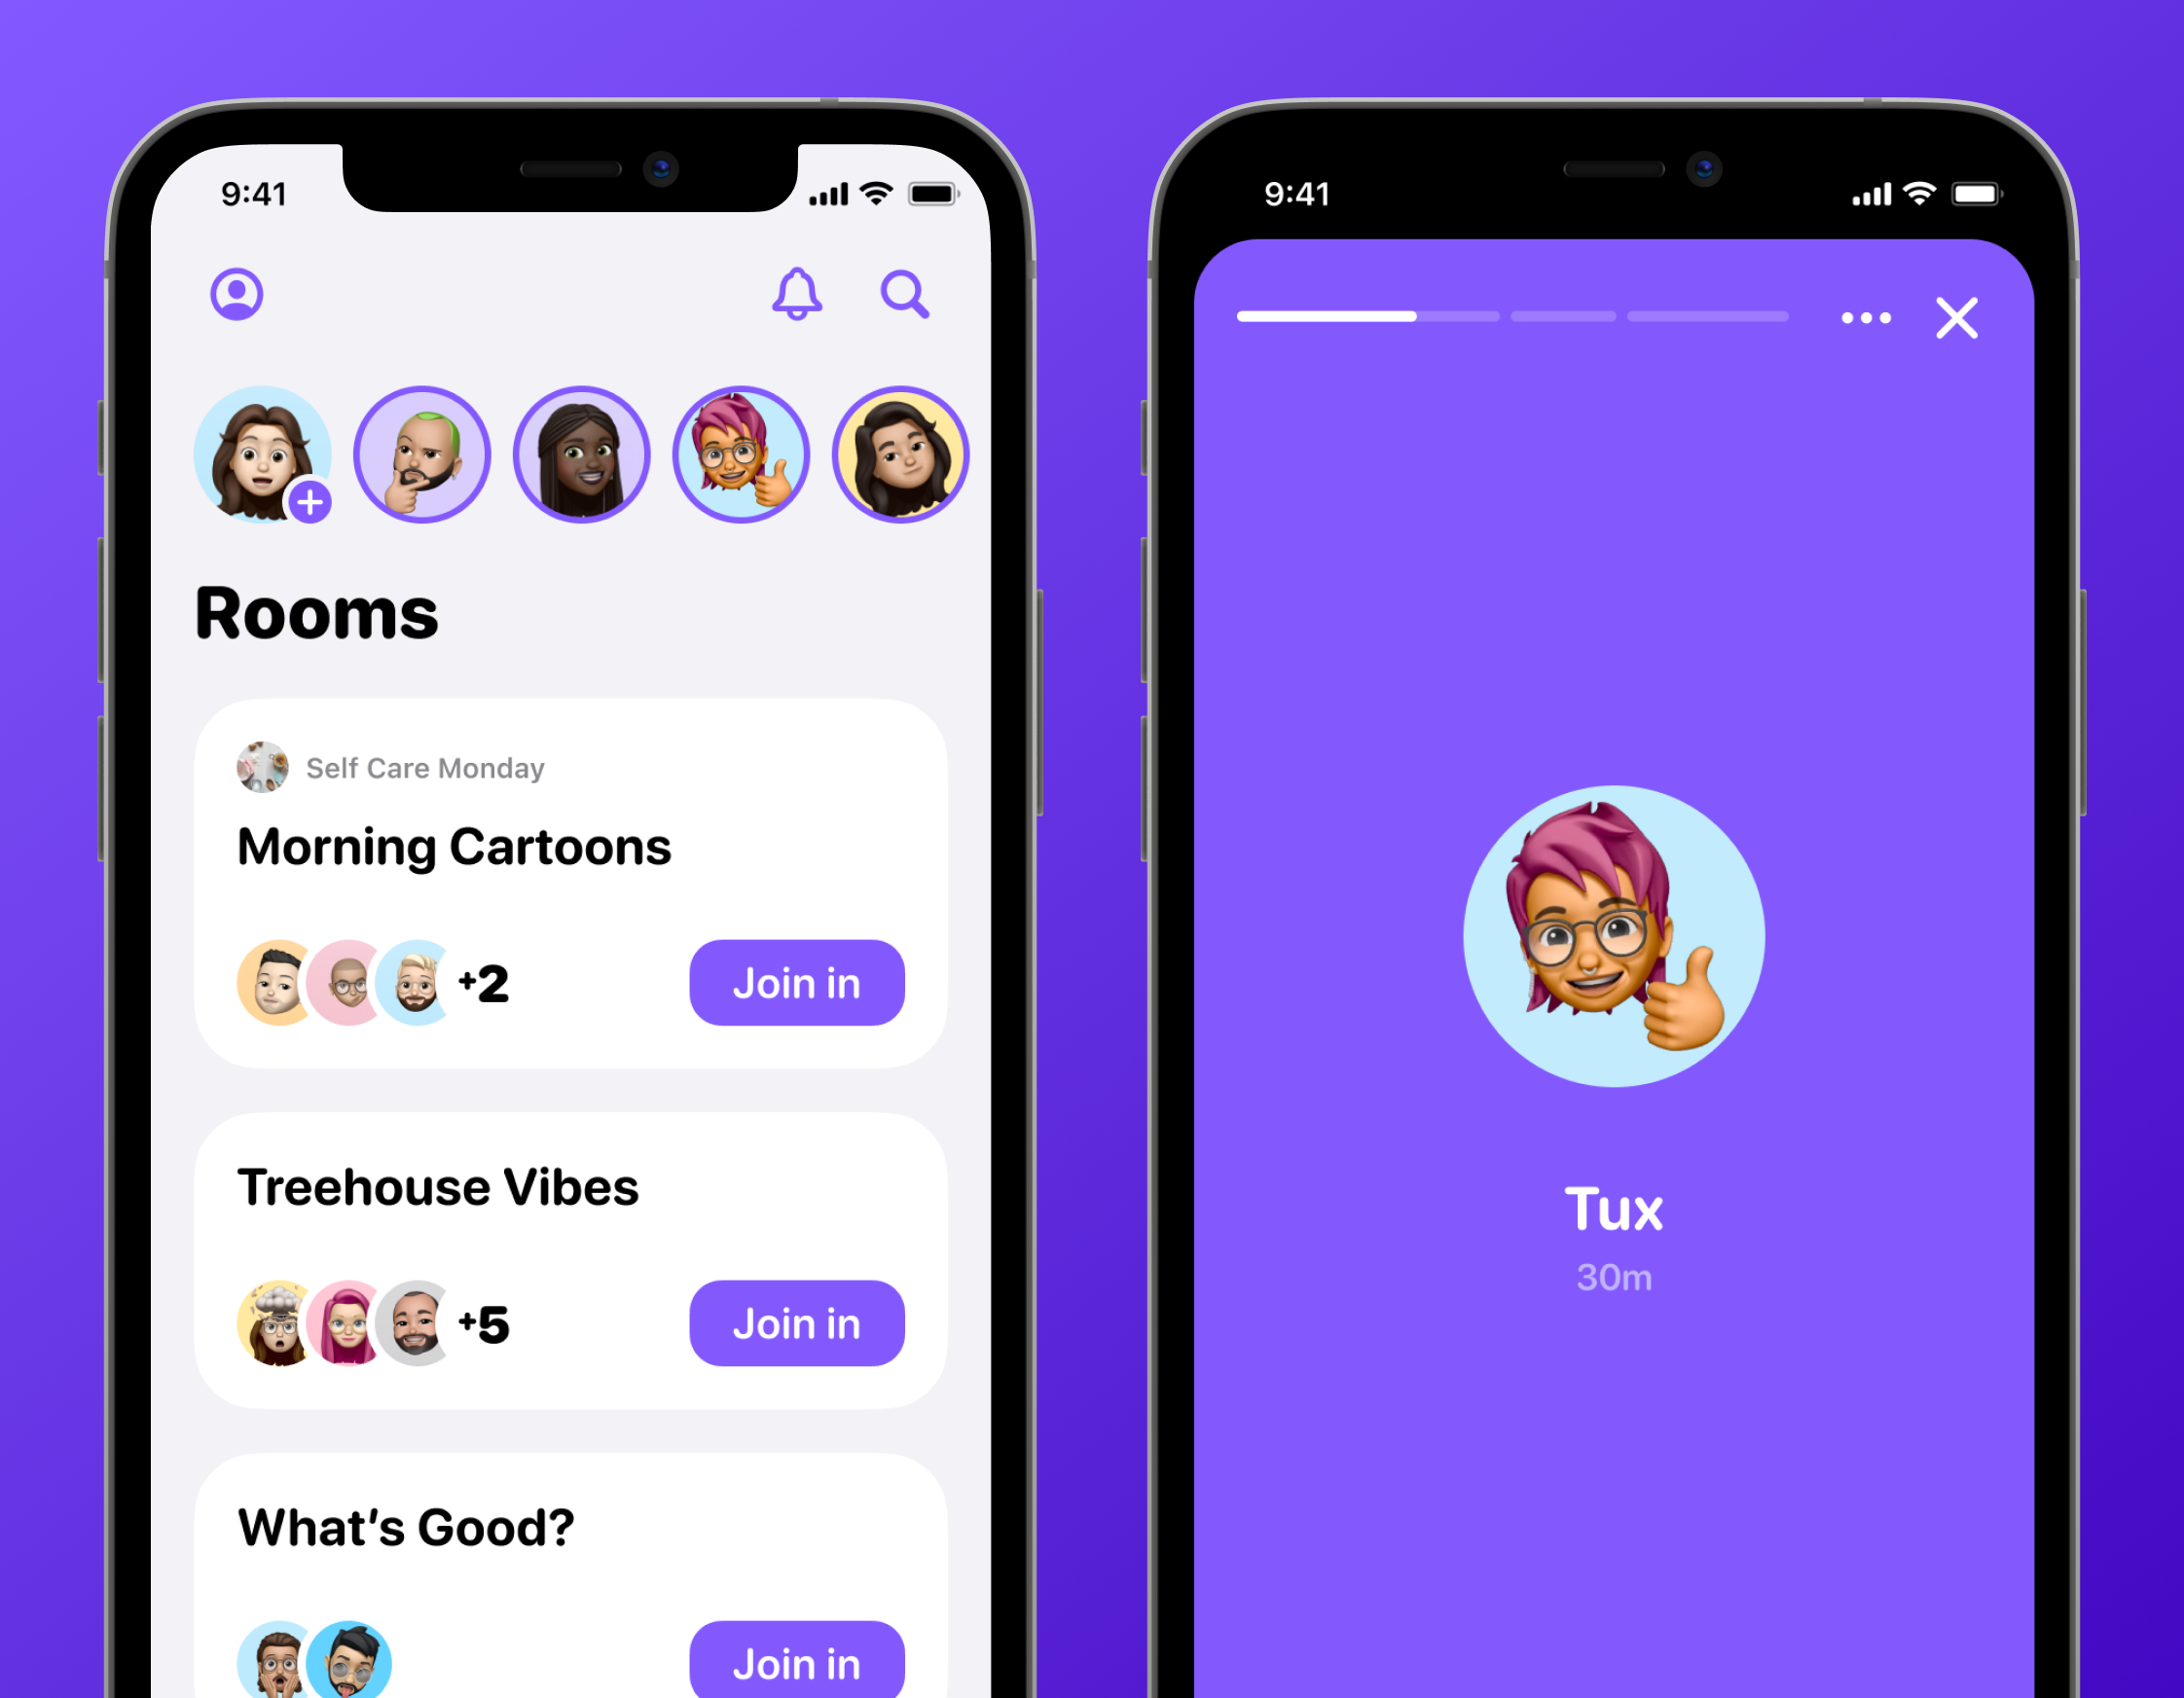 9:41
Rooms
Self Care Monday
Morning Cartoons
+2
Join in
Treehouse Vibes
+5
Join in
What's Good?
Join in
9:41
Tux
30m